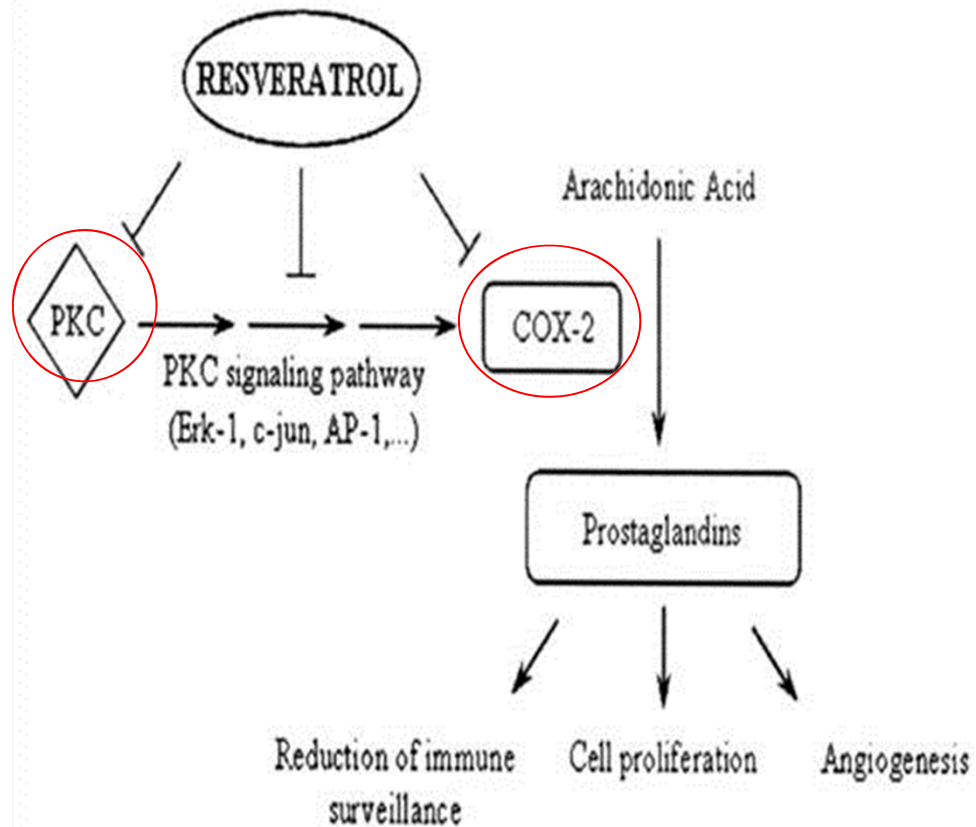 RESVERATROL
Arachidonic Acid
PKC
COX-2
PKC signaling pathway
(Erk-1, c-jun, AP-1,...)
Prostaglandins
Reduction of immune
surveillance
Cell proliferation
Angiogenesis